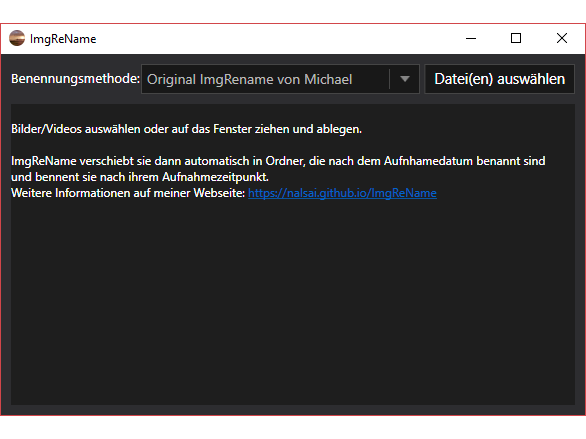 ImgReName
Benennungsmethode: Original ImgRename von Michael Datei(en) auswählen
Bilder/Videos auswählen oder auf das Fenster ziehen und ablegen.
ImgReName verschiebt sie dann automatisch in Ordner, die nach dem Aufnhamedatum benannt sind
und bennent sie nach ihrem Aufnahmezeitpunkt.
Weitere Informationen auf meiner Webseite: https://nalsai.github.io/ImgReName